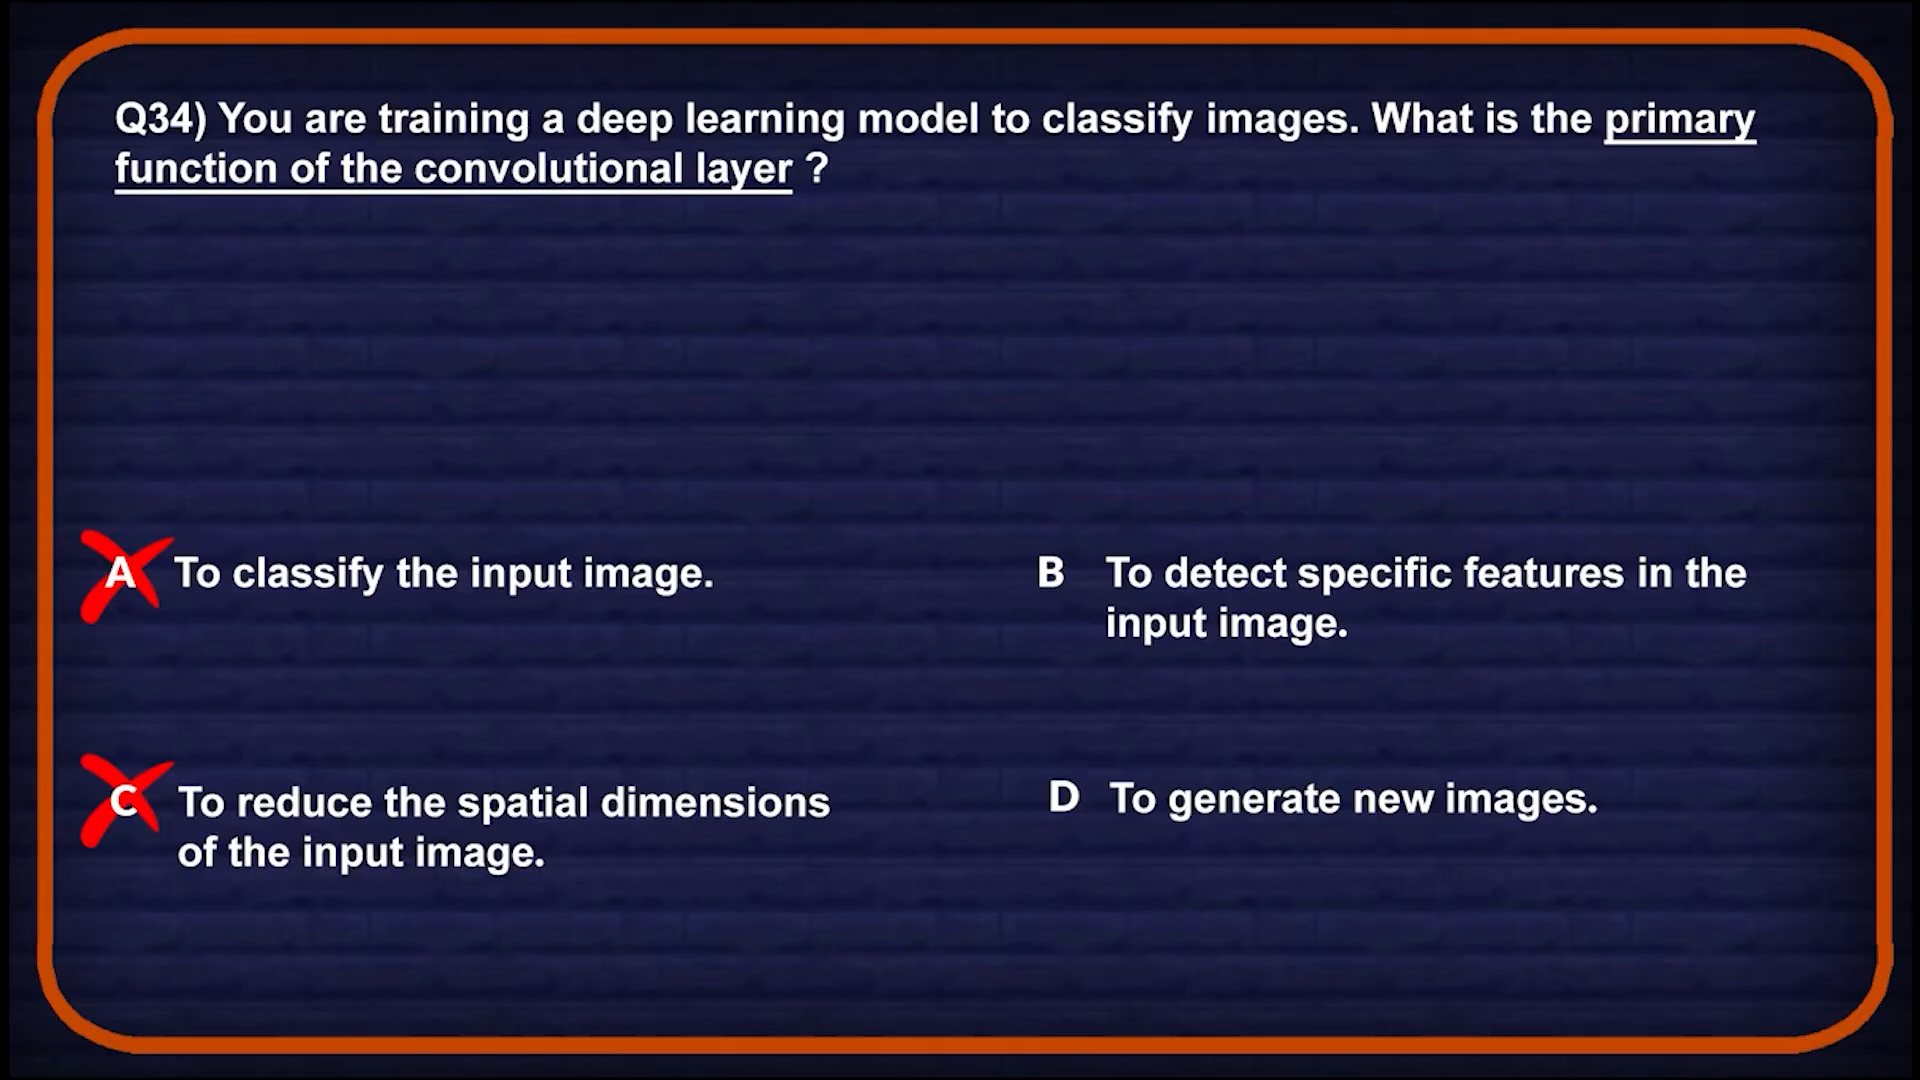 Q34) You are training a deep learning model to classify images. What is the primary
function of the convolutional layer ?
A To classify the input image.
B To detect specific features in the
input image.
C To reduce the spatial dimensions
of the input image.
D To generate new images.